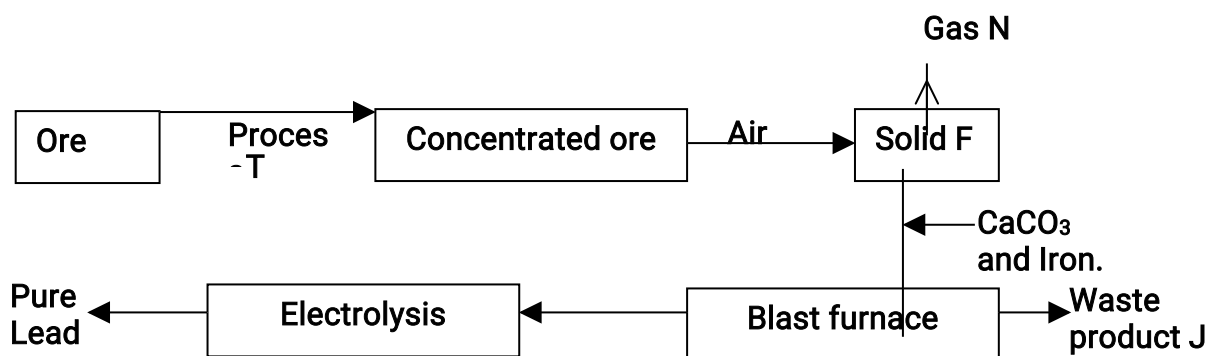 Gas N
Ore
Proces
T
Concentrated ore
Air
Solid F
CaCO₃
and Iron.
Pure
Lead
Electrolysis
Blast furnace
Waste
product J